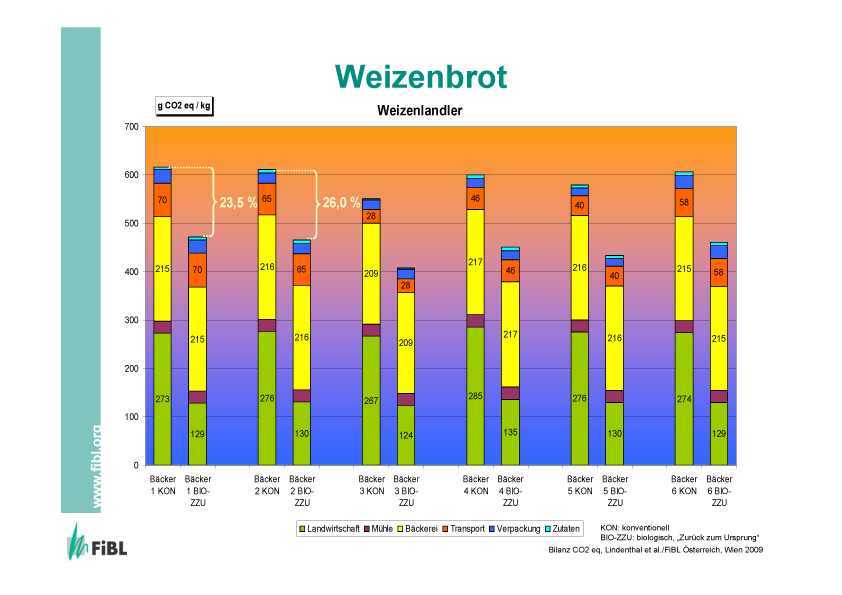 Weizenbrot
g CO2 eq / kg
Weizenlandler
700
600
500
400
300
200
100
0
23,5 %
26,0 %
70
215
273
70
215
129
65
216
276
65
216
130
28
209
267
28
209
124
46
217
285
46
217
135
40
216
276
40
216
130
58
215
274
58
215
129
Bäcker
1 KON
Bäcker
1 BIO-
ZZU
Bäcker
2 KON
Bäcker
2 BIO-
ZZU
Bäcker
3 KON
Bäcker
3 BIO-
ZZU
Bäcker
4 KON
Bäcker
4 BIO-
ZZU
Bäcker
5 KON
Bäcker
5 BIO-
ZZU
Bäcker
6 KON
Bäcker
6 BIO-
ZZU
Landwirtschaft Mühle Bäckerei Transport Verpackung Zutaten
KON: konventionell
BIO-ZZU: biologisch, „Zurück zum Ursprung“
Bilanz CO2 eq, Lindenthal et al./FiBL Österreich, Wien 2009
www.fibl.org
FiBL